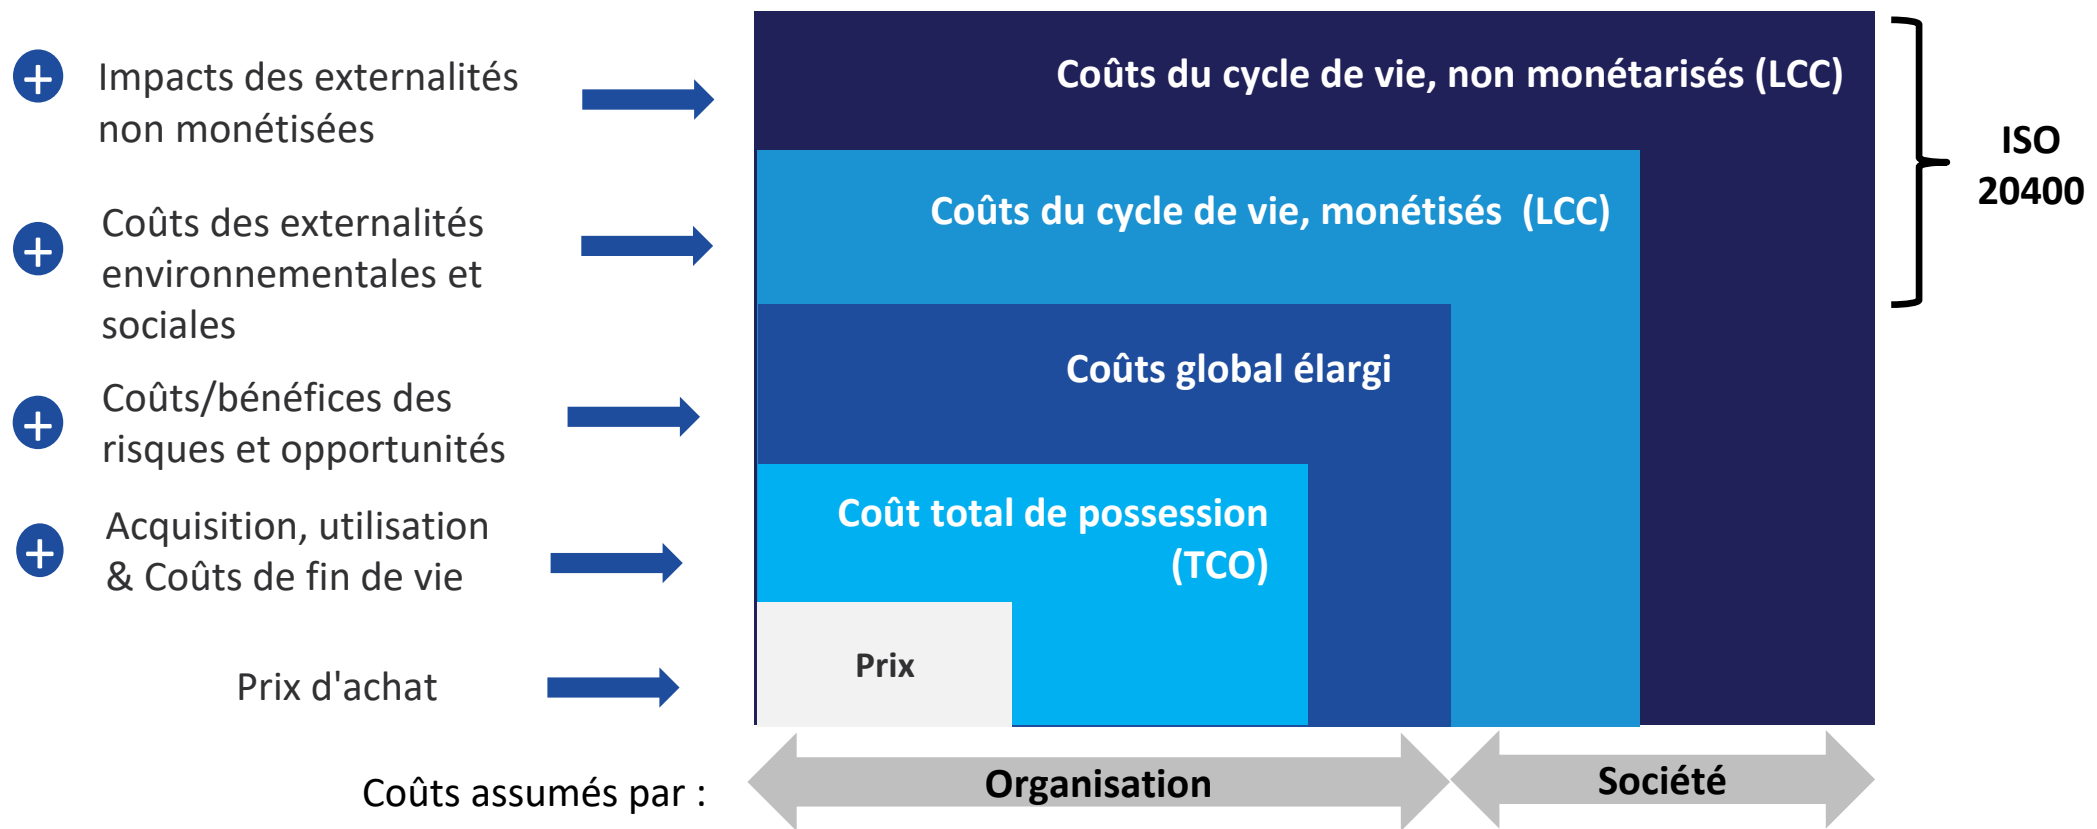 +
Impacts des externalités
non monétisées
Coûts du cycle de vie, non monétarisés (LCC)
ISO
20400
+
Coûts des externalités
environnementales et
sociales
Coûts du cycle de vie, monétisés (LCC)
+
Coûts/bénéfices des
risques et opportunités
Coûts global élargi
+
Acquisition, utilisation
& Coûts de fin de vie
Coût total de possession
(TCO)
Prix d'achat
Prix
Coûts assumés par :
Organisation
Société